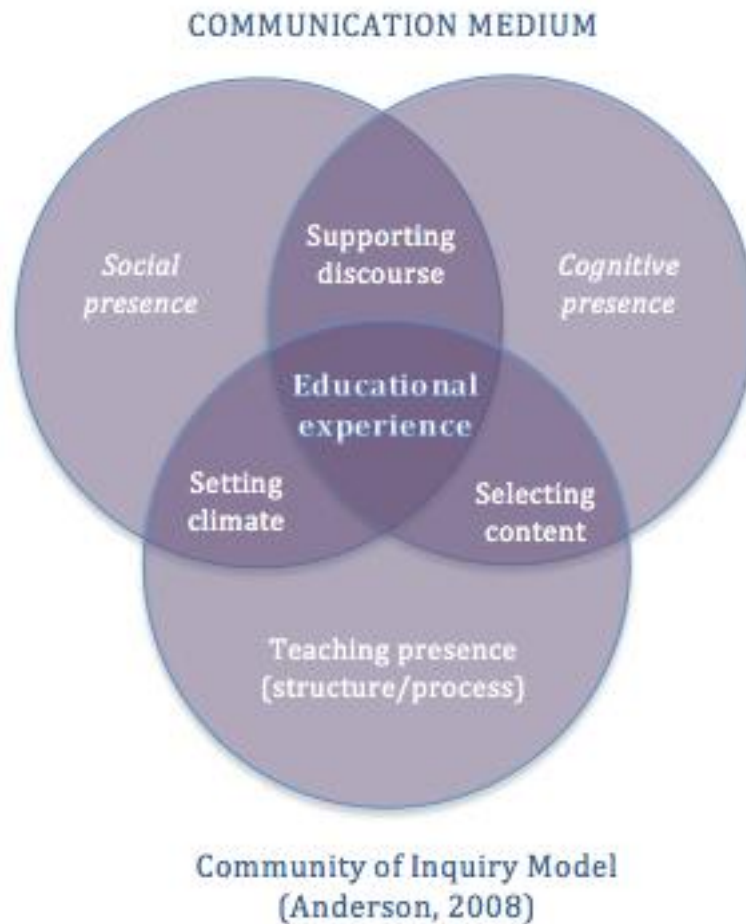 COMMUNICATION MEDIUM
Supporting
discourse
Social
presence
Cognitive
presence
Educational
experience
Setting
climate
Selecting
content
Teaching presence
(structure/process)
Community of Inquiry Model
(Anderson, 2008)